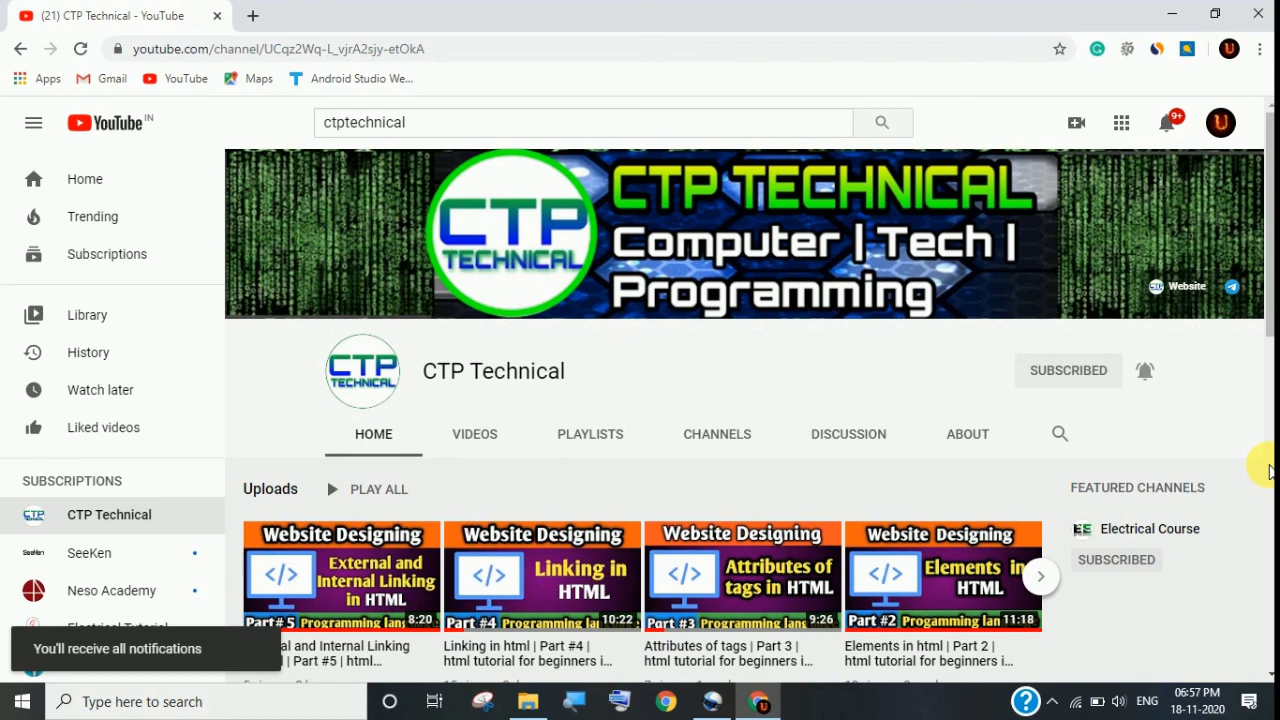 (21) CTP Technical - YouTube
youtube.com/channel/UCqz2Wq-L_vjrA2sjy-etOkA
Apps Gmail YouTube Maps Android Studio We...
YouTube IN
ctptechnical
9+
U
Home
Trending
Subscriptions
Library
History
Watch later
Liked videos
SUBSCRIPTIONS
CTP Technical
SeeKen
Neso Academy
You'll receive all notifications
CTP
TECHNICAL
CTP TECHNICAL
Computer | Tech |
Programming
Website
CTP
TECHNICAL
CTP Technical
SUBSCRIBED
HOME VIDEOS PLAYLISTS CHANNELS DISCUSSION ABOUT
Uploads PLAY ALL
Website Designing
External and
Internal Linking
in HTML
Part# 5 Programming lang
8:20
al and Internal Linking
| Part #5 | html...
Website Designing
Linking in
HTML
Part #4 Programming lan
10:22
Linking in html | Part #4 |
html tutorial for beginners i...
Website Designing
Attributes of
tags in HTML
Part #3 Programming lan
9:26
Attributes of tags | Part 3 |
html tutorial for beginners i...
Website Designing
Elements in
HTML
Part #2 Progamming lan
11:18
Elements in html | Part 2 |
html tutorial for beginners i...
FEATURED CHANNELS
Electrical Course
SUBSCRIBED
Type here to search
ENG
06:57 PM
18-11-2020